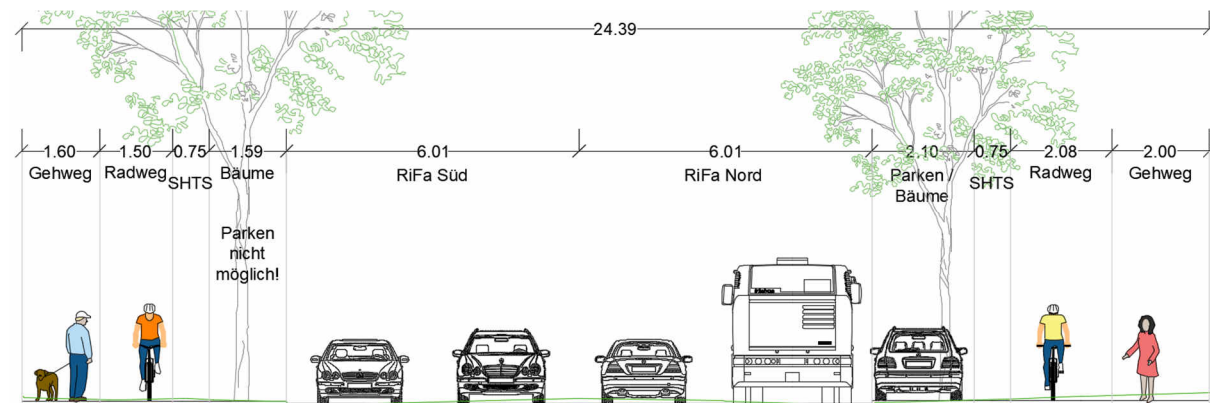 24.39
1.60 1.50 0.75 1.59 6.01 6.01 2.10 0.75 2.08 2.00
Gehweg Radweg SHTS Bäume RiFa Süd RiFa Nord Parken / Bäume SHTS Radweg Gehweg
Parken
nicht
möglich!